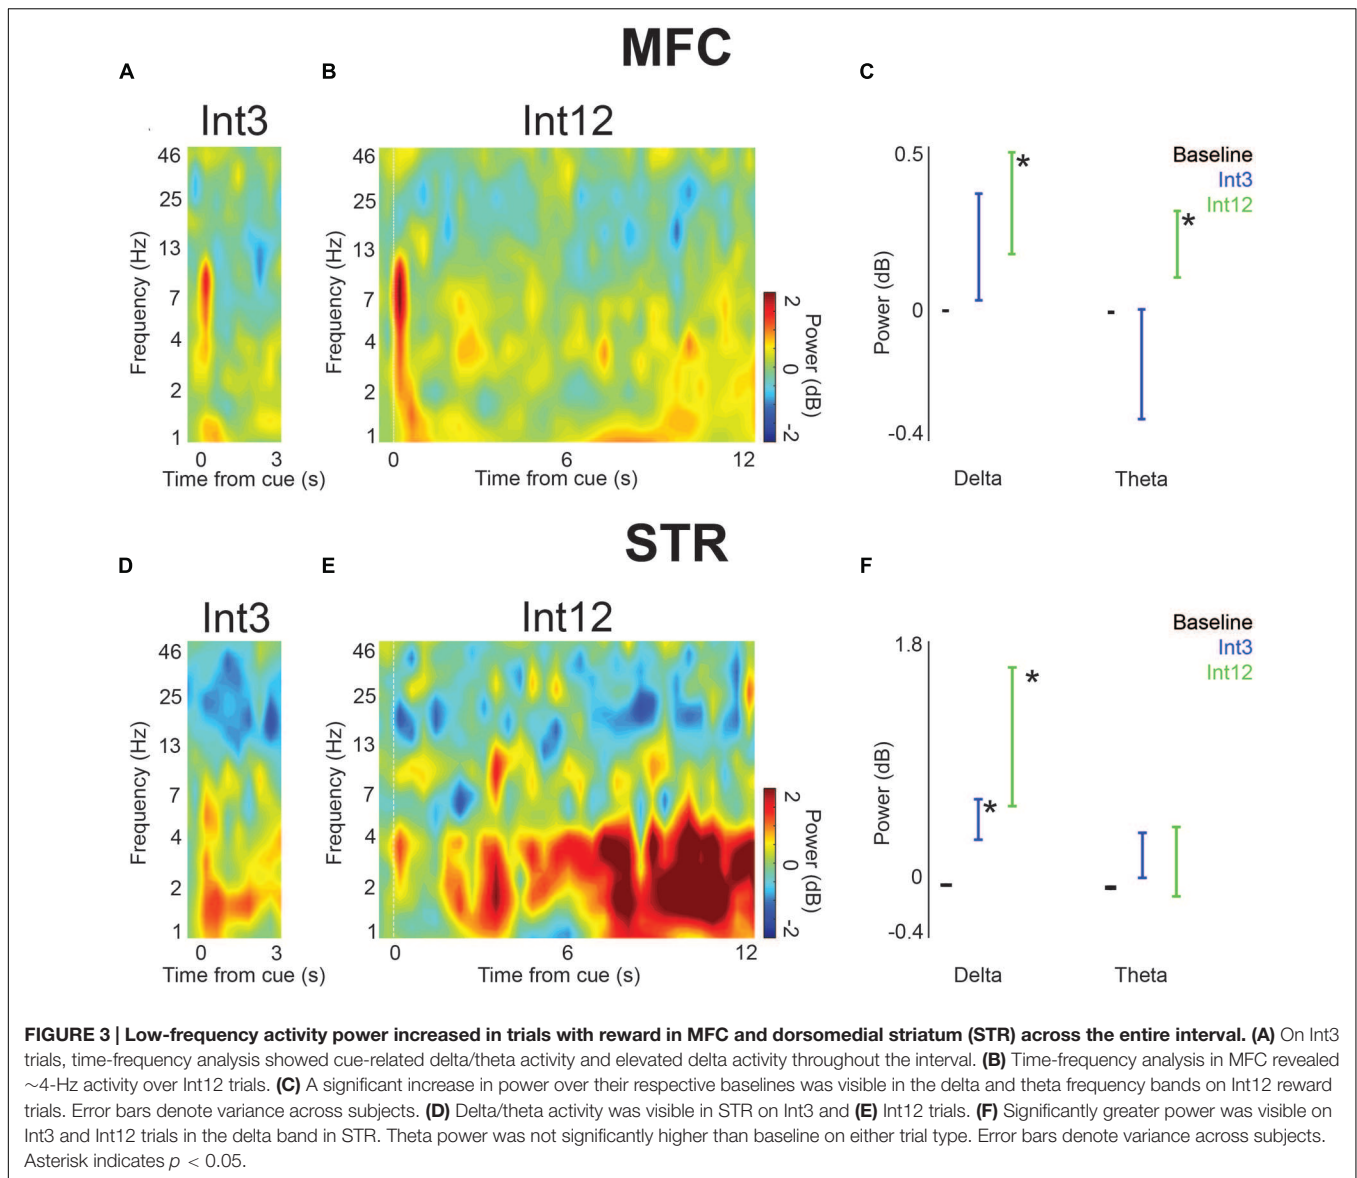 MFC
A
B
C
Int3
Int12
46
25
13
7
4
2
1
Frequency (Hz)
0
3
Time from cue (s)
46
25
13
7
4
2
1
Frequency (Hz)
0
6
12
Time from cue (s)
2
0
-2
Power (dB)
0.5
0
-0.4
Power (dB)
Baseline
Int3
Int12
*
*
Delta
Theta
STR
D
E
F
Int3
Int12
46
25
13
7
4
2
1
Frequency (Hz)
0
3
Time from cue (s)
46
25
13
7
4
2
1
Frequency (Hz)
0
6
12
Time from cue (s)
2
0
-2
Power (dB)
1.8
0
-0.4
Power (dB)
Baseline
Int3
Int12
*
*
Delta
Theta
FIGURE 3 | Low-frequency activity power increased in trials with reward in MFC and dorsomedial striatum (STR) across the entire interval. (A) On Int3
trials, time-frequency analysis showed cue-related delta/theta activity and elevated delta activity throughout the interval. (B) Time-frequency analysis in MFC revealed
∼4-Hz activity over Int12 trials. (C) A significant increase in power over their respective baselines was visible in the delta and theta frequency bands on Int12 reward
trials. Error bars denote variance across subjects. (D) Delta/theta activity was visible in STR on Int3 and (E) Int12 trials. (F) Significantly greater power was visible on
Int3 and Int12 trials in the delta band in STR. Theta power was not significantly higher than baseline on either trial type. Error bars denote variance across subjects.
Asterisk indicates p < 0.05.